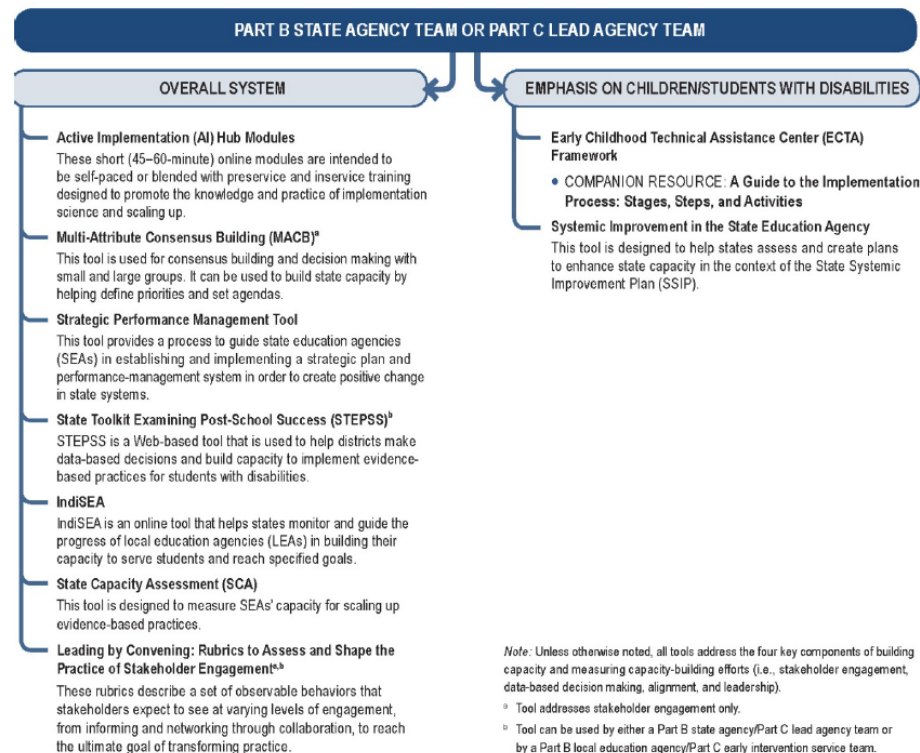 PART B STATE AGENCY TEAM OR PART C LEAD AGENCY TEAM
OVERALL SYSTEM
Active Implementation (AI) Hub Modules
These short (45–60-minute) online modules are intended to
be self-paced or blended with preservice and inservice training
designed to promote the knowledge and practice of implementation
science and scaling up.
Multi-Attribute Consensus Building (MACB)ᵃ
This tool is used for consensus building and decision making with
small and large groups. It can be used to build state capacity by
helping define priorities and set agendas.
Strategic Performance Management Tool
This tool provides a process to guide state education agencies
(SEAs) in establishing and implementing a strategic plan and
performance-management system in order to create positive change
in state systems.
State Toolkit Examining Post-School Success (STEPSS)ᵇ
STEPSS is a Web-based tool that is used to help districts make
data-based decisions and build capacity to implement evidence-
based practices for students with disabilities.
IndiSEA
IndiSEA is an online tool that helps states monitor and guide the
progress of local education agencies (LEAs) in building their
capacity to serve students and reach specified goals.
State Capacity Assessment (SCA)
This tool is designed to measure SEAs' capacity for scaling up
evidence-based practices.
Leading by Convening: Rubrics to Assess and Shape the
Practice of Stakeholder Engagementᵃ,ᵇ
These rubrics describe a set of observable behaviors that
stakeholders expect to see at varying levels of engagement,
from informing and networking through collaboration, to reach
the ultimate goal of transforming practice.
EMPHASIS ON CHILDREN/STUDENTS WITH DISABILITIES
Early Childhood Technical Assistance Center (ECTA)
Framework
• COMPANION RESOURCE: A Guide to the Implementation
Process: Stages, Steps, and Activities
Systemic Improvement in the State Education Agency
This tool is designed to help states assess and create plans
to enhance state capacity in the context of the State Systemic
Improvement Plan (SSIP).
Note: Unless otherwise noted, all tools address the four key components of building
capacity and measuring capacity-building efforts (i.e., stakeholder engagement,
data-based decision making, alignment, and leadership).
ᵃ Tool addresses stakeholder engagement only.
ᵇ Tool can be used by either a Part B state agency/Part C lead agency team or
by a Part B local education agency/Part C early intervention service team.